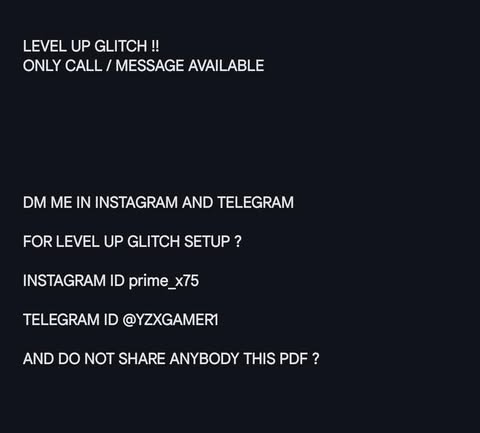 LEVEL UP GLITCH !!
ONLY CALL / MESSAGE AVAILABLE
DM ME IN INSTAGRAM AND TELEGRAM
FOR LEVEL UP GLITCH SETUP ?
INSTAGRAM ID prime_x75
TELEGRAM ID @YZXGAMER1
AND DO NOT SHARE ANYBODY THIS PDF ?